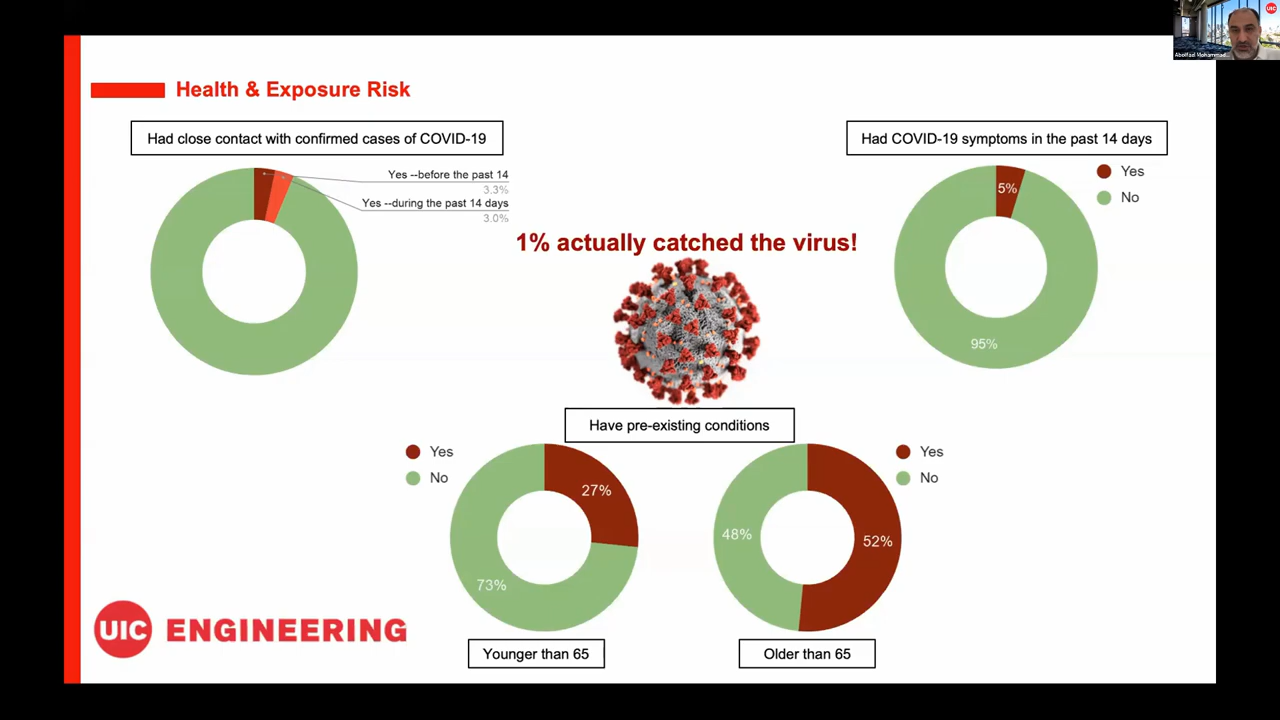 UIC
Abolfazl Mohammad...
Health & Exposure Risk
Had close contact with confirmed cases of COVID-19
Yes --before the past 14
3.3%
Yes --during the past 14 days
3.0%
Had COVID-19 symptoms in the past 14 days
Yes
No
5%
95%
1% actually catched the virus!
Have pre-existing conditions
Yes
No
27%
73%
Younger than 65
Yes
No
48%
52%
Older than 65
UIC ENGINEERING